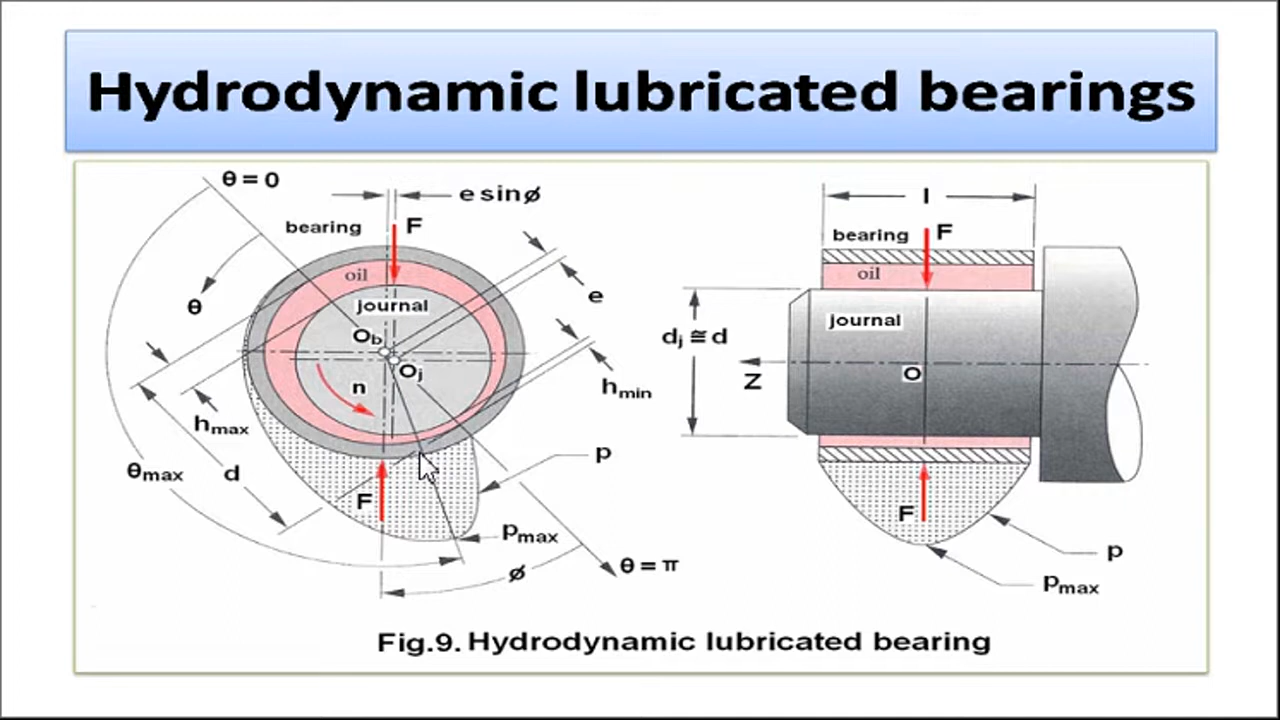 Hydrodynamic lubricated bearings
θ = 0
e sinø
bearing
F
oil
e
journal
θ
O_b
O_j
n
h_min
h_max
θ_max
d
p
F
p_max
θ = π
ø
l
bearing
F
oil
d_j ≅ d
journal
Z
O
F
p
p_max
Fig.9. Hydrodynamic lubricated bearing